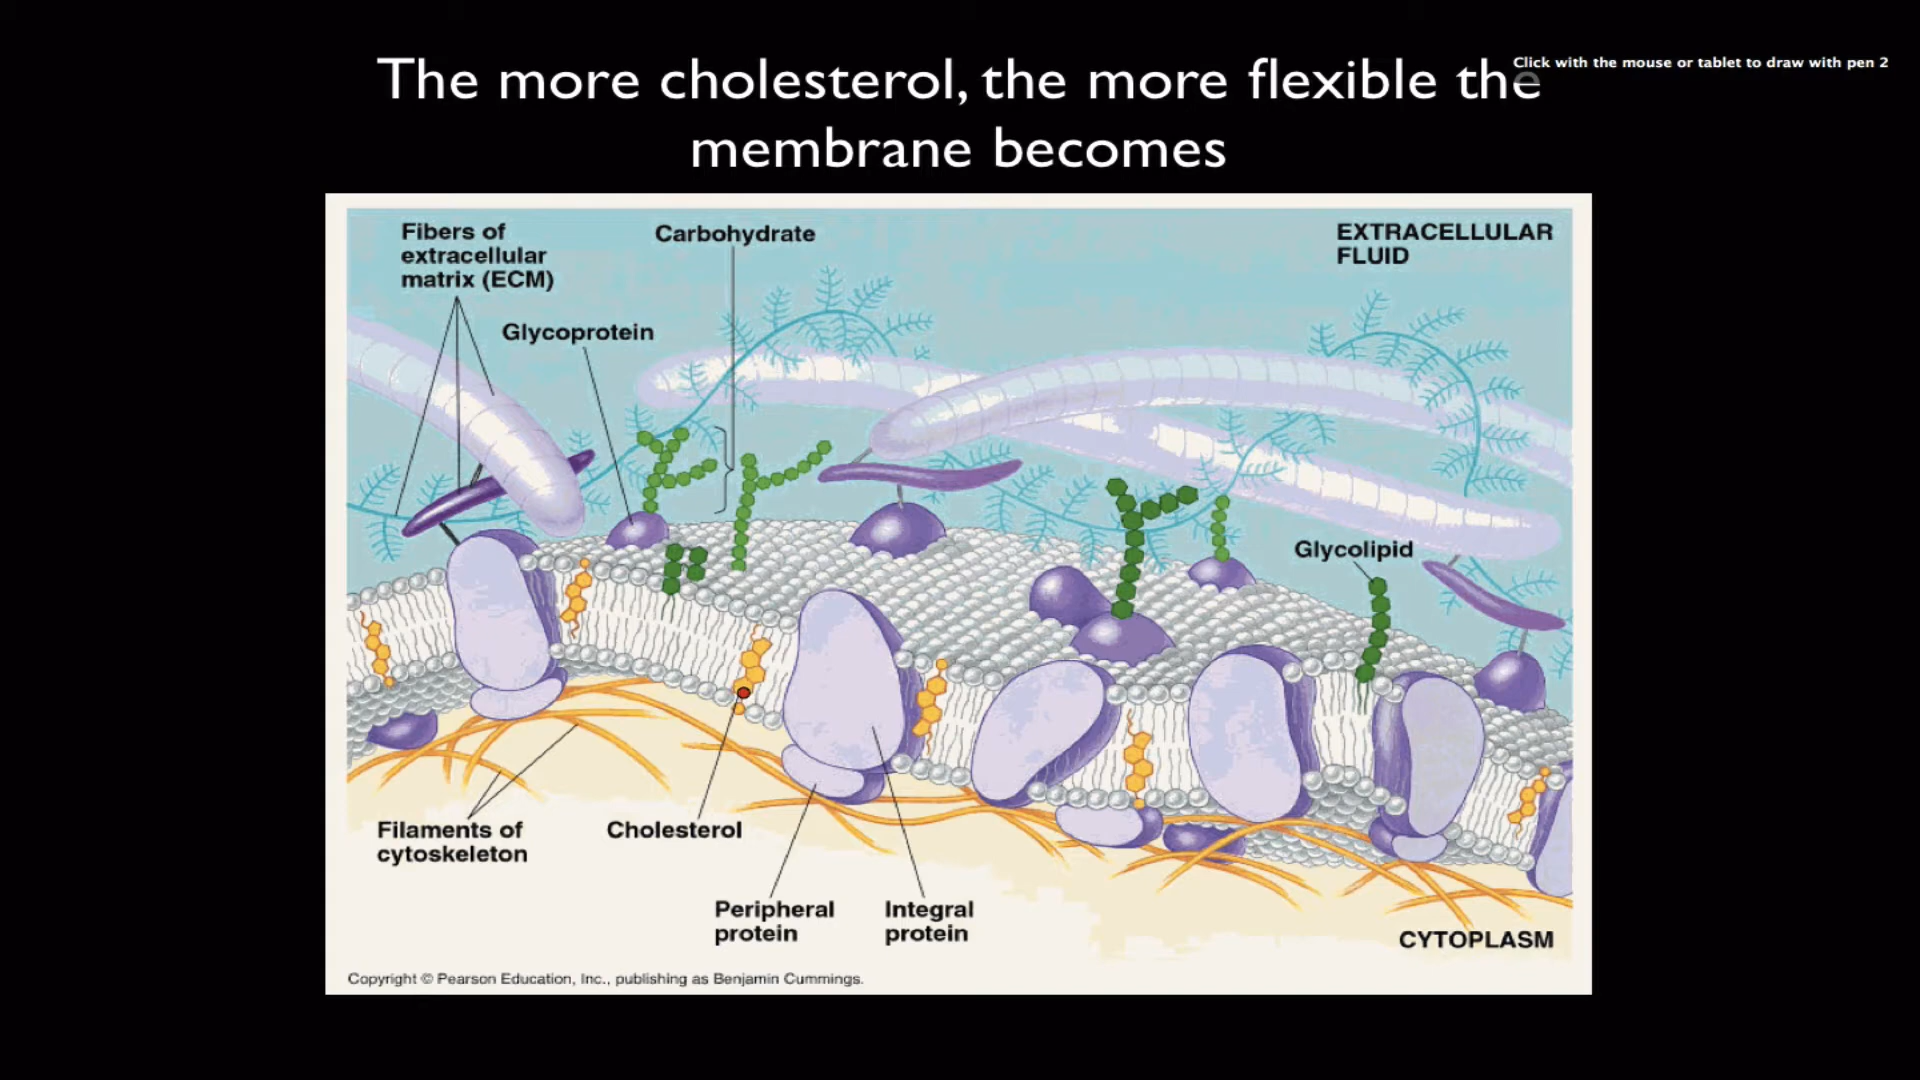 Click with the mouse or tablet to draw with pen 2
The more cholesterol, the more flexible the
membrane becomes
Fibers of
extracellular
matrix (ECM)
Carbohydrate
EXTRACELLULAR
FLUID
Glycoprotein
Glycolipid
Filaments of
cytoskeleton
Cholesterol
Peripheral
protein
Integral
protein
CYTOPLASM
Copyright © Pearson Education, Inc., publishing as Benjamin Cummings.